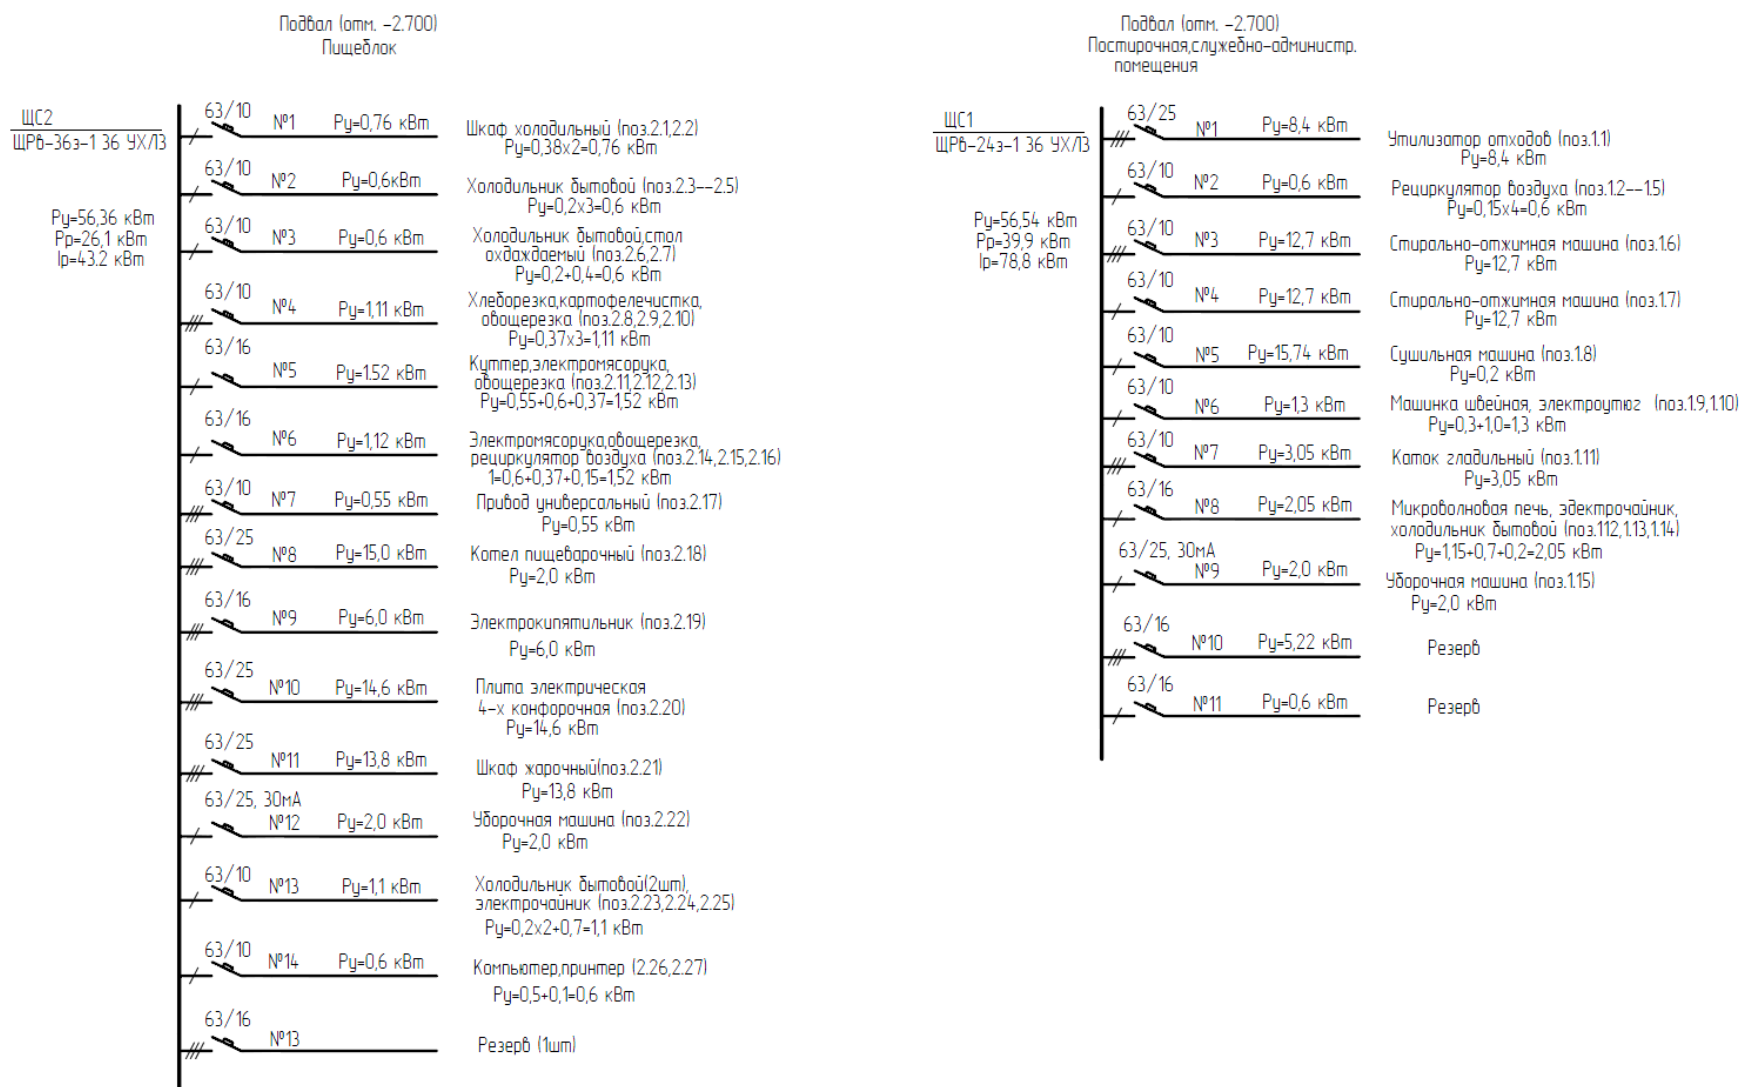 Подвал (отм. -2.700)
Пищеблок
ЩС2
ЩРв-36з-1 36 УХЛ3
Ру=56,36 кВт
Рр=26,1 кВт
Iр=43.2 кВт
63/10 №1 Ру=0,76 кВт
Шкаф холодильный (поз.2.1,2.2)
Ру=0,38х2=0,76 кВт
63/10 №2 Ру=0,6кВт
Холодильник бытовой (поз.2.3--2.5)
Ру=0,2х3=0,6 кВт
63/10 №3 Ру=0,6 кВт
Холодильник бытовой,стол
охдаждаемый (поз.2.6,2.7)
Ру=0,2+0,4=0,6 кВт
63/10 №4 Ру=1,11 кВт
Хлеборезка,картофелечистка,
овощерезка (поз.2.8,2.9,2.10)
Ру=0,37х3=1,11 кВт
63/16 №5 Ру=1.52 кВт
Куттер,электромясорука,
овощерезка (поз.2.11,2.12,2.13)
Ру=0,55+0,6+0,37=1,52 кВт
63/16 №6 Ру=1,12 кВт
Электромясорука,овощерезка,
рециркулятор воздуха (поз.2.14,2.15,2.16)
1=0,6+0,37+0,15=1,52 кВт
63/10 №7 Ру=0,55 кВт
Привод универсальный (поз.2.17)
Ру=0,55 кВт
63/25 №8 Ру=15,0 кВт
Котел пищеварочный (поз.2.18)
Ру=2,0 кВт
63/16 №9 Ру=6,0 кВт
Электрокипятильник (поз.2.19)
Ру=6,0 кВт
63/25 №10 Ру=14,6 кВт
Плита электрическая
4-х конфорочная (поз.2.20)
Ру=14,6 кВт
63/25 №11 Ру=13,8 кВт
Шкаф жарочный(поз.2.21)
Ру=13,8 кВт
63/25, 30мА
№12 Ру=2,0 кВт
Уборочная машина (поз.2.22)
Ру=2,0 кВт
63/10 №13 Ру=1,1 кВт
Холодильник бытовой(2шт),
электрочайник (поз.2.23,2.24,2.25)
Ру=0,2х2+0,7=1,1 кВт
63/10 №14 Ру=0,6 кВт
Компьютер,принтер (2.26,2.27)
Ру=0,5+0,1=0,6 кВт
63/16 №13
Резерв (1шт)
Подвал (отм. -2.700)
Постирочная,служебно-администр.
помещения
ЩС1
ЩРв-24з-1 36 УХЛ3
Ру=56,54 кВт
Рр=39,9 кВт
Iр=78,8 кВт
63/25 №1 Ру=8,4 кВт
Утилизатор отходов (поз.1.1)
Ру=8,4 кВт
63/10 №2 Ру=0,6 кВт
Рециркулятор воздуха (поз.1.2--1.5)
Ру=0,15х4=0,6 кВт
63/10 №3 Ру=12,7 кВт
Стирально-отжимная машина (поз.1.6)
Ру=12,7 кВт
63/10 №4 Ру=12,7 кВт
Стирально-отжимная машина (поз.1.7)
Ру=12,7 кВт
63/10 №5 Ру=15,74 кВт
Сушильная машина (поз.1.8)
Ру=0,2 кВт
63/10 №6 Ру=1,3 кВт
Машинка швейная, электроутюг (поз.1.9,1.10)
Ру=0,3+1,0=1,3 кВт
63/10 №7 Ру=3,05 кВт
Каток гладильный (поз.1.11)
Ру=3,05 кВт
63/16 №8 Ру=2,05 кВт
Микроволновая печь, эдектрочайник,
холодильник бытовой (поз.112,1.13,1.14)
Ру=1,15+0,7+0,2=2,05 кВт
63/25, 30мА
№9 Ру=2,0 кВт
Уборочная машина (поз.1.15)
Ру=2,0 кВт
63/16 №10 Ру=5,22 кВт
Резерв
63/16 №11 Ру=0,6 кВт
Резерв